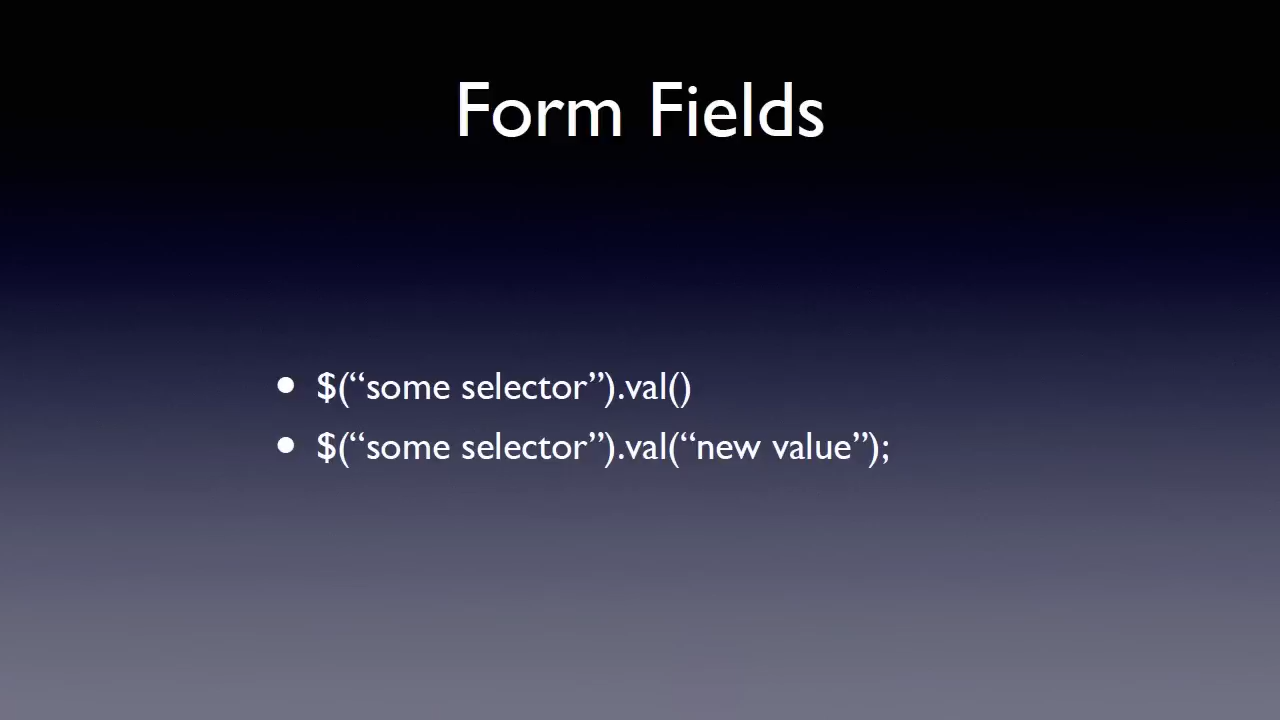 Form Fields
• $(“some selector”).val()
• $(“some selector”).val(“new value”);